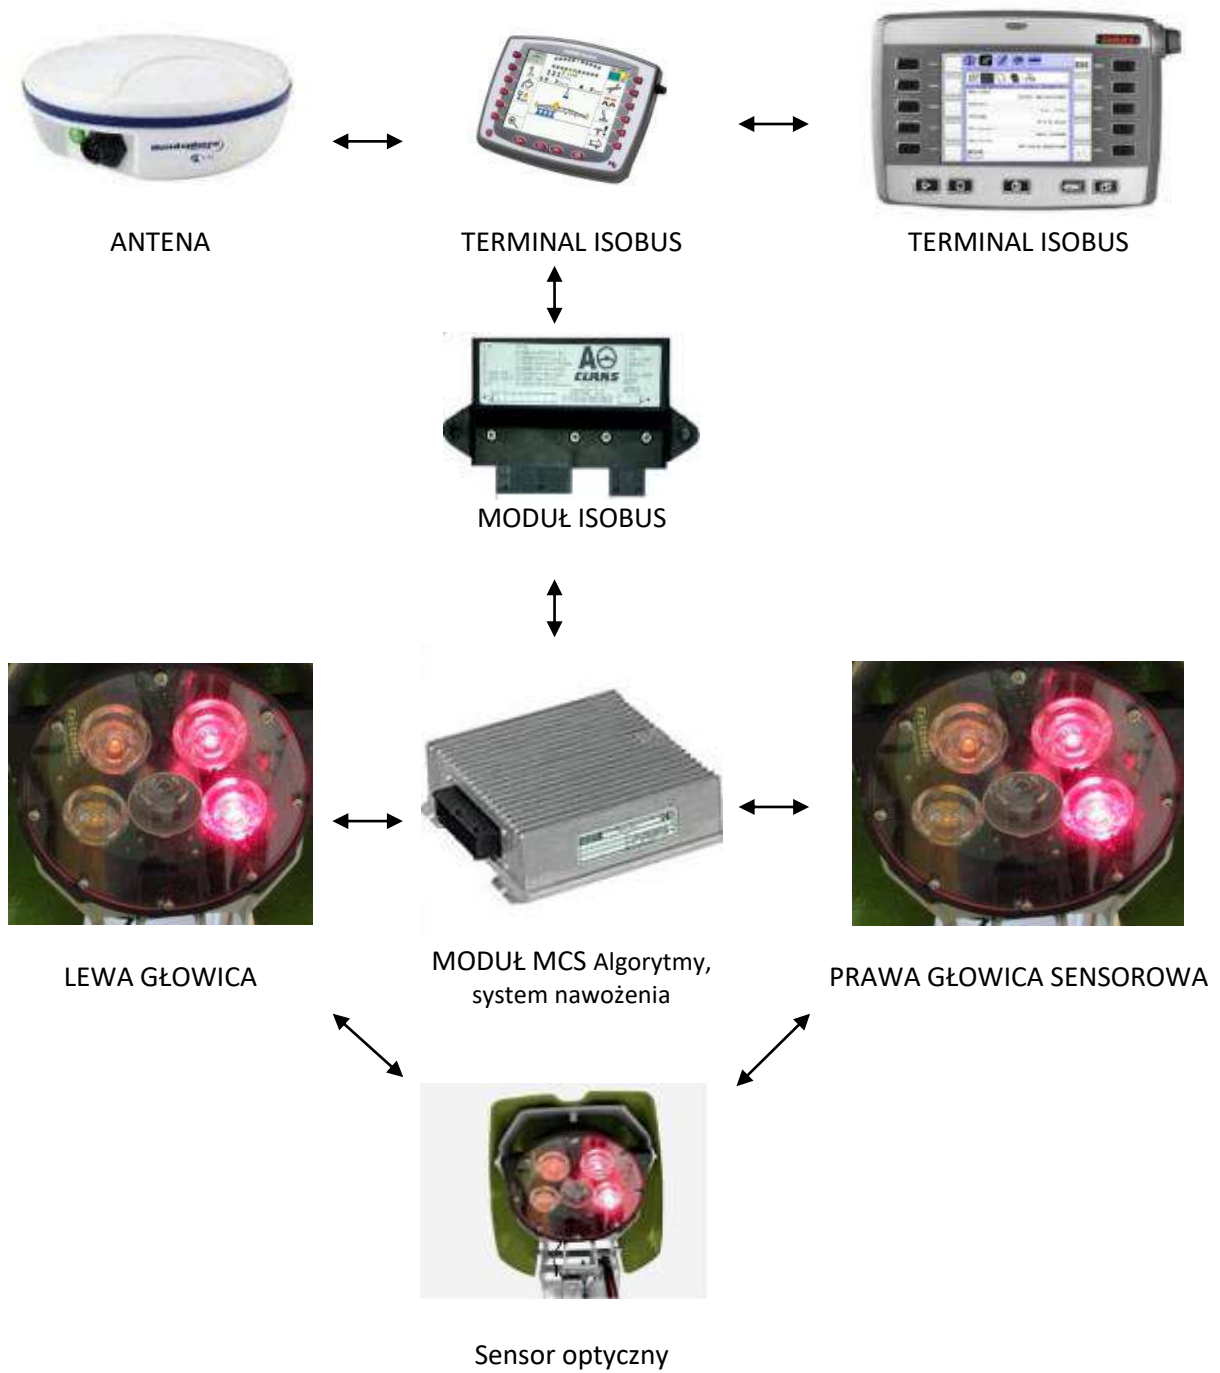 ANTENA
TERMINAL ISOBUS
TERMINAL ISOBUS
CLAAS
MODUŁ ISOBUS
LEWA GŁOWICA
MODUŁ MCS Algorytmy,
system nawożenia
PRAWA GŁOWICA SENSOROWA
Sensor optyczny